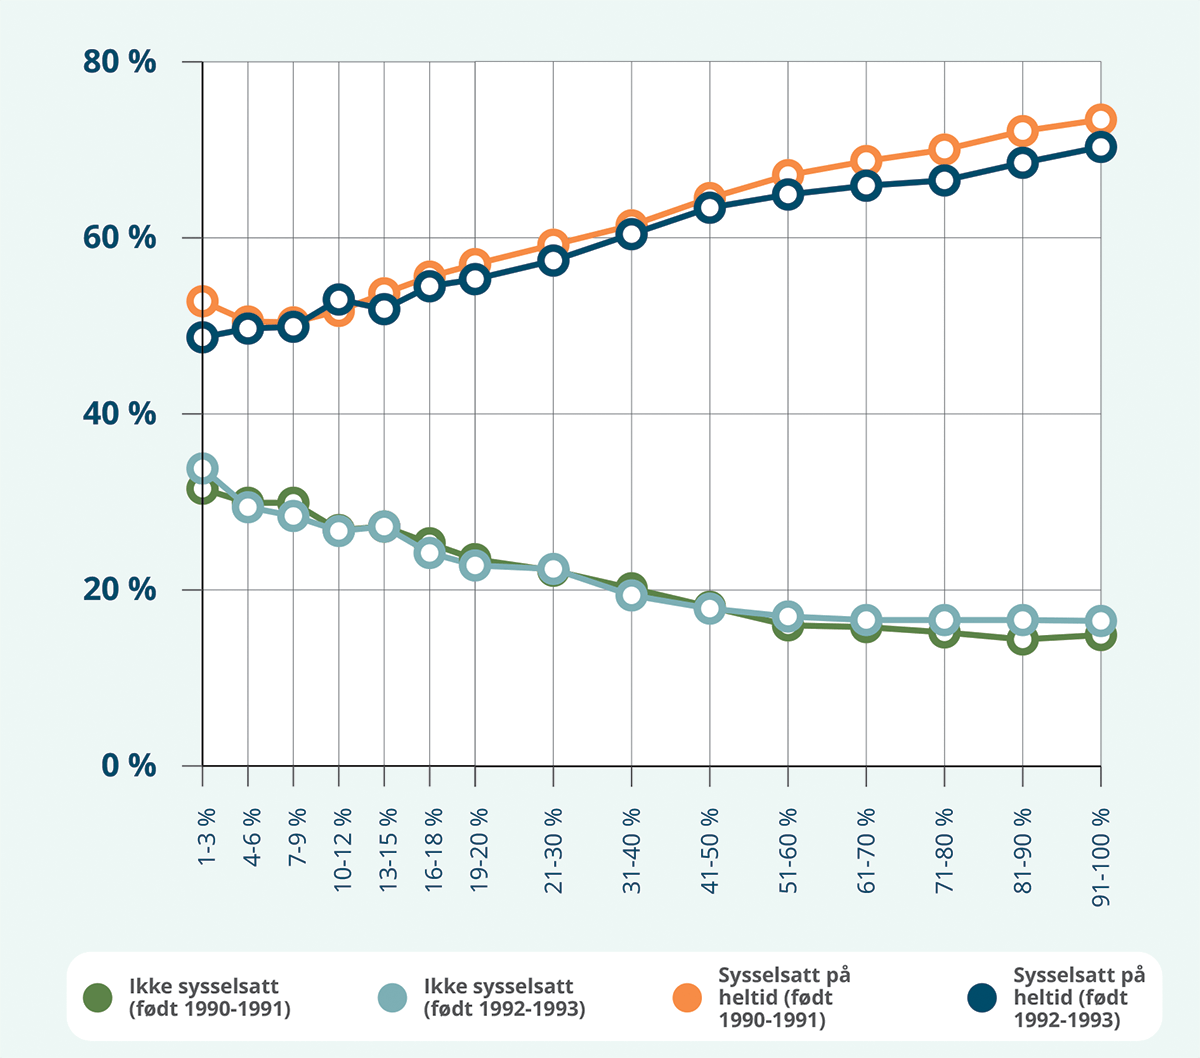 80 %
60 %
40 %
20 %
0 %
1-3 %
4-6 %
7-9 %
10-12 %
13-15 %
16-18 %
19-20 %
21-30 %
31-40 %
41-50 %
51-60 %
61-70 %
71-80 %
81-90 %
91-100 %
Ikke sysselsatt
(født 1990-1991)
Ikke sysselsatt
(født 1992-1993)
Sysselsatt på
heltid (født
1990-1991)
Sysselsatt på
heltid (født
1992-1993)